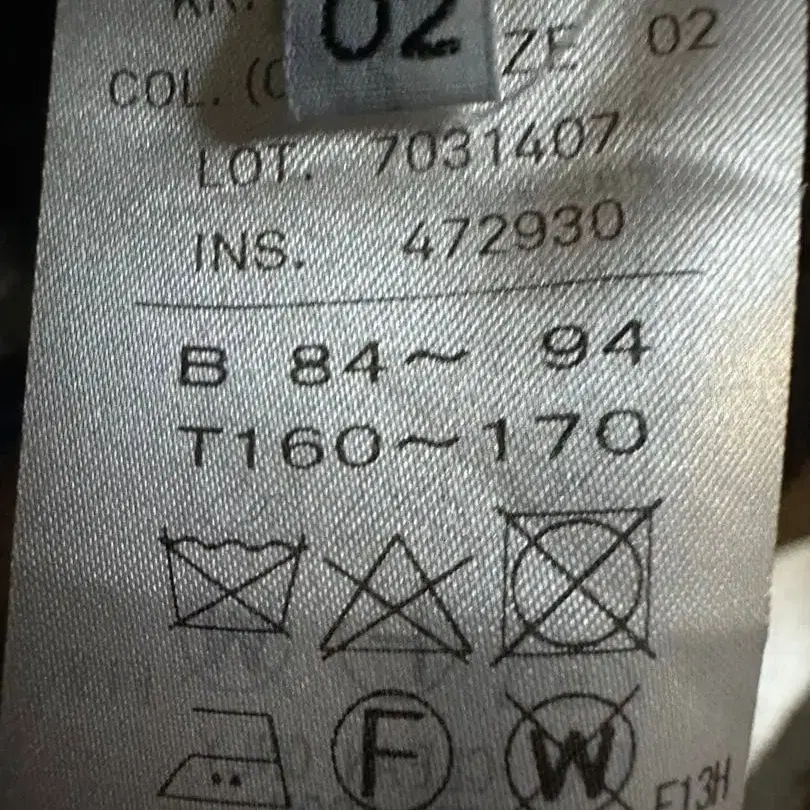 02
ZE 02
COL. (C
LOT. 7031407
INS. 472930
B 84~ 94
T160~170
F W
F13H